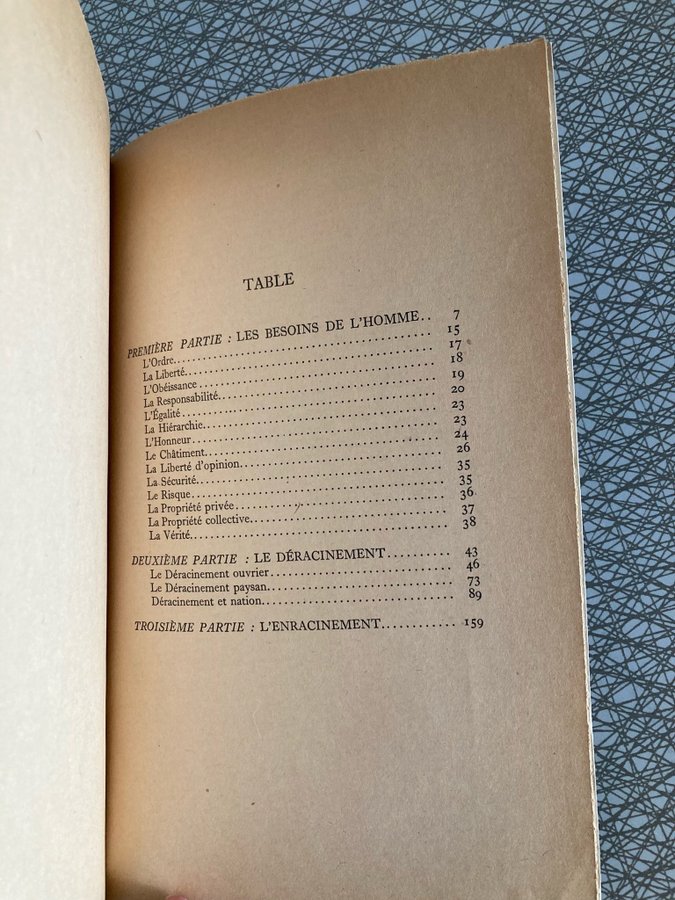 TABLE
PREMIÈRE PARTIE : LES BESOINS DE L'HOMME.. 7
L'Ordre........ 15
La Liberté........ 17
L'Obéissance........ 18
La Responsabilité........ 19
L'Égalité........ 20
La Hiérarchie........ 23
L'Honneur........ 23
Le Châtiment........ 24
La Liberté d'opinion........ 26
La Sécurité........ 35
Le Risque........ 35
La Propriété privée........ 36
La Propriété collective........ 37
La Vérité........ 38
DEUXIÈME PARTIE : LE DÉRACINEMENT........ 43
Le Déracinement ouvrier........ 46
Le Déracinement paysan........ 73
Déracinement et nation........ 89
TROISIÈME PARTIE : L'ENRACINEMENT........ 159